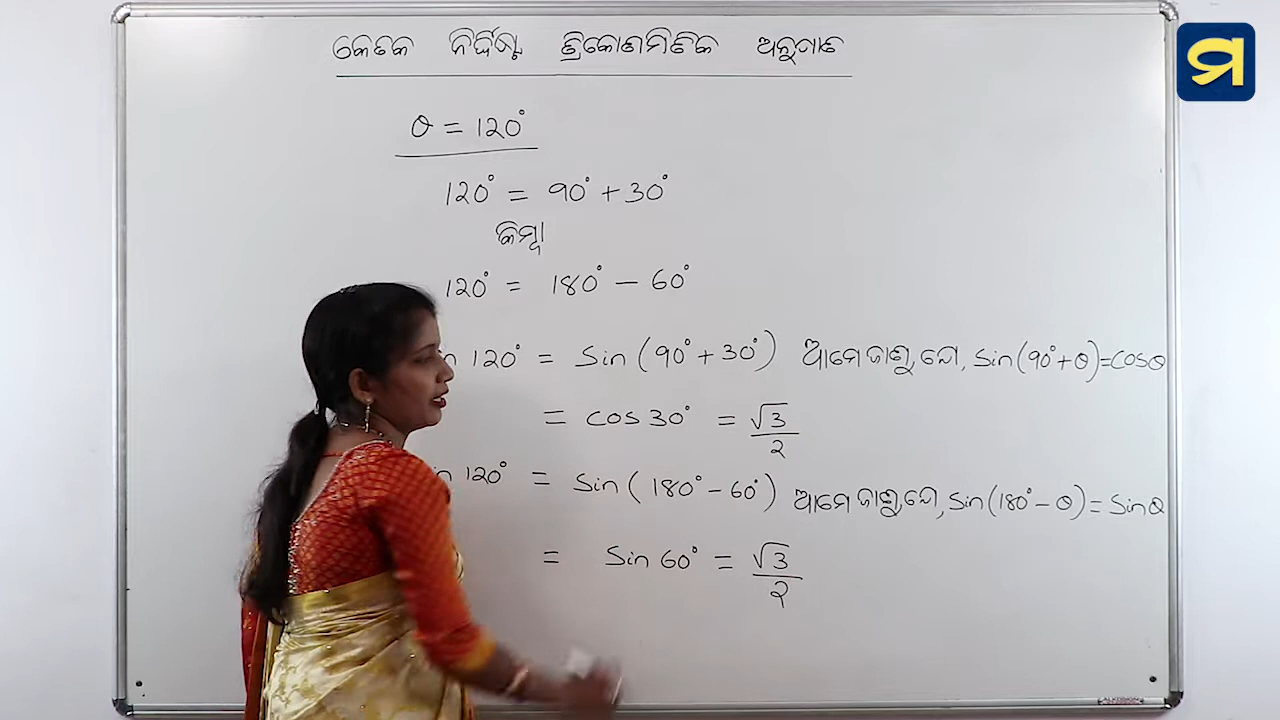 କେତେକ ନିର୍ଦ୍ଦିଷ୍ଟ ତ୍ରିକୋଣମିତିକ ଅନୁପାତ
ମ
θ = 120°
120° = 90° + 30°
କିମ୍ବା
120° = 180° − 60°
n 120° = Sin (90° + 30°) ଆମେ ଜାଣୁ ଯେ, Sin (90° + θ) = cosθ
= cos 30° = √3/2
n 120° = Sin (180° − 60°) ଆମେ ଜାଣୁ ଯେ, Sin (180° − θ) = Sinθ
= Sin 60° = √3/2